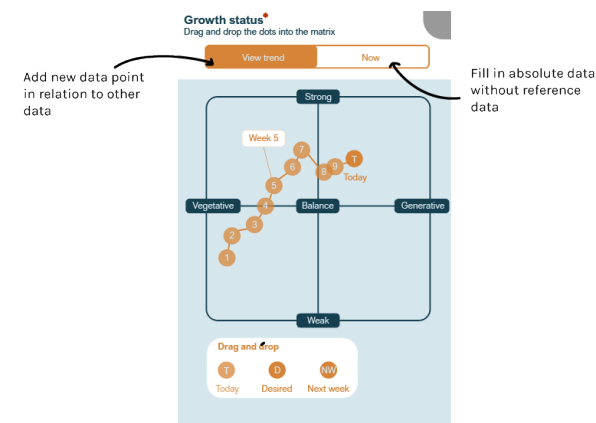 Growth status*
Drag and drop the dots into the matrix
View trend
Now
Add new data point
in relation to other
data
Fill in absolute data
without reference
data
Strong
Week 5
7
T
6
8
9
Today
5
Vegetative
4
Balance
Generative
3
2
1
Weak
Drag and drop
T
D
NW
Today
Desired
Next week